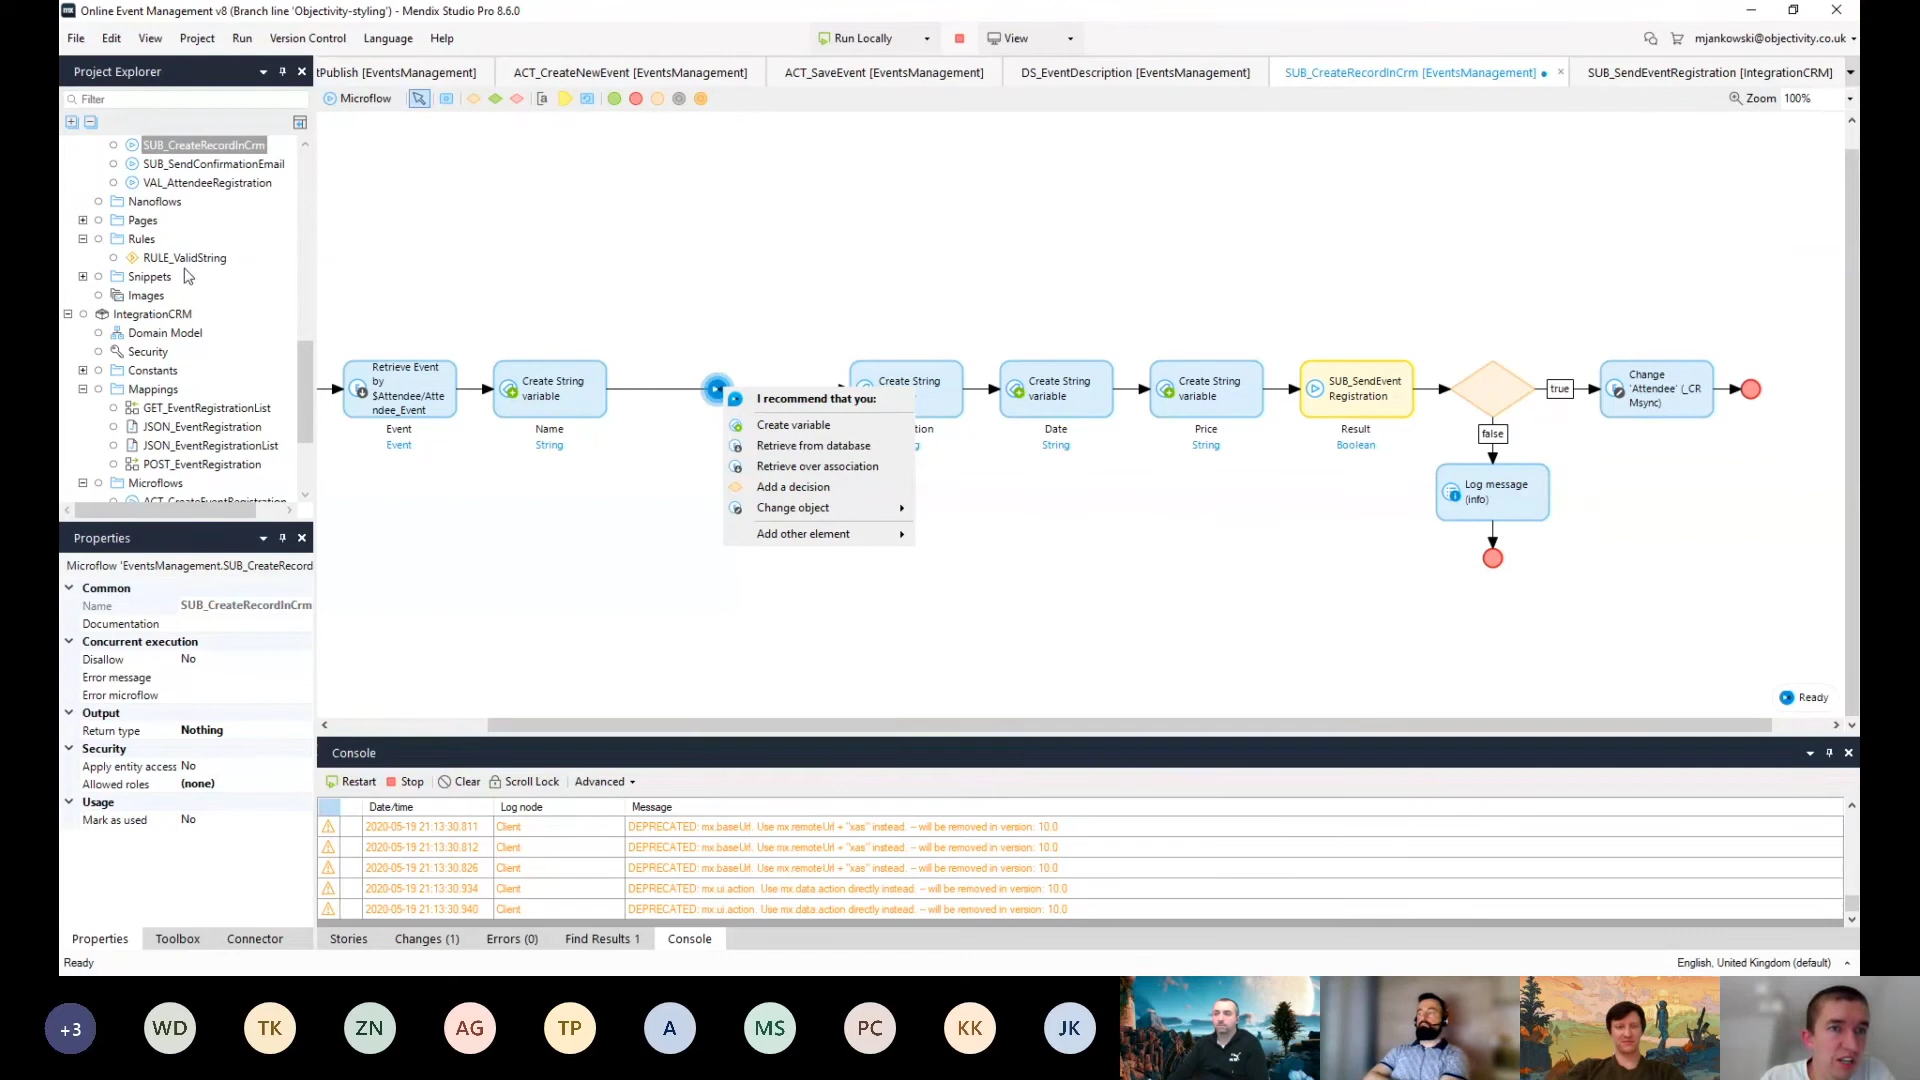 Online Event Management v8 (Branch line 'Objectivity-styling') - Mendix Studio Pro 8.6.0
File Edit View Project Run Version Control Language Help
Run Locally
View
mjankowski@objectivity.co.uk
Project Explorer
tPublish [EventsManagement]
ACT_CreateNewEvent [EventsManagement]
ACT_SaveEvent [EventsManagement]
DS_EventDescription [EventsManagement]
SUB_CreateRecordInCrm [EventsManagement]
SUB_SendEventRegistration [IntegrationCRM]
Filter
Microflow
Zoom 100%
SUB_CreateRecordInCrm
SUB_SendConfirmationEmail
VAL_AttendeeRegistration
Nanoflows
Pages
Rules
RULE_ValidString
Snippets
Images
IntegrationCRM
Domain Model
Security
Constants
Mappings
GET_EventRegistrationList
JSON_EventRegistration
JSON_EventRegistrationList
POST_EventRegistration
Microflows
ACT_CreateEventRegistration
Retrieve Event
by
$Attendee/Atte
ndee_Event
Event
Event
Create String
variable
Name
String
I recommend that you:
Create variable
Retrieve from database
Retrieve over association
Add a decision
Change object
Add other element
Create String
tion
g
Create String
variable
Date
String
Create String
variable
Price
String
SUB_SendEvent
Registration
Result
Boolean
true
false
Log message
(info)
Change
'Attendee' (_CR
Msync)
Ready
Properties
Microflow 'EventsManagement.SUB_CreateRecord
Common
Name SUB_CreateRecordInCrm
Documentation
Concurrent execution
Disallow No
Error message
Error microflow
Output
Return type Nothing
Security
Apply entity access No
Allowed roles (none)
Usage
Mark as used No
Console
Restart Stop Clear Scroll Lock Advanced
Date/time Log node Message
2020-05-19 21:13:30.811 Client DEPRECATED: mx.baseUrl. Use mx.remoteUrl + "xas" instead. -- will be removed in version: 10.0
2020-05-19 21:13:30.812 Client DEPRECATED: mx.baseUrl. Use mx.remoteUrl + "xas" instead. -- will be removed in version: 10.0
2020-05-19 21:13:30.826 Client DEPRECATED: mx.baseUrl. Use mx.remoteUrl + "xas" instead. -- will be removed in version: 10.0
2020-05-19 21:13:30.934 Client DEPRECATED: mx.ui.action. Use mx.data.action directly instead. -- will be removed in version: 10.0
2020-05-19 21:13:30.940 Client DEPRECATED: mx.ui.action. Use mx.data.action directly instead. -- will be removed in version: 10.0
Properties Toolbox Connector
Stories Changes (1) Errors (0) Find Results 1 Console
Ready
English, United Kingdom (default)
+3 WD TK ZN AG TP A MS PC KK JK